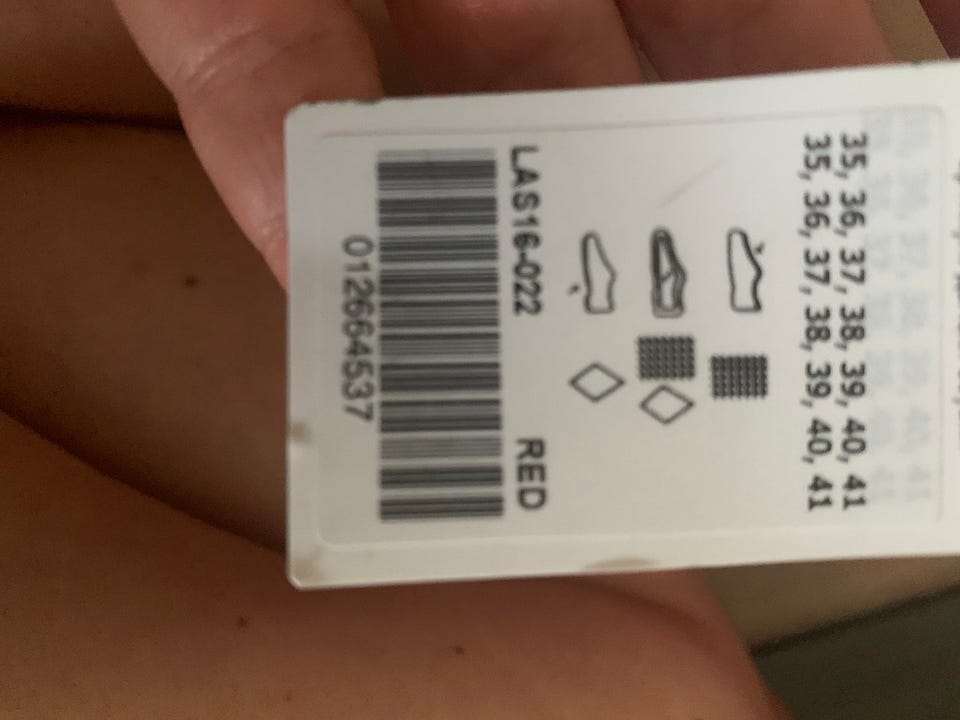 35, 36, 37, 38, 39, 40, 41
35, 36, 37, 38, 39, 40, 41
LAS16-022 RED
012664537